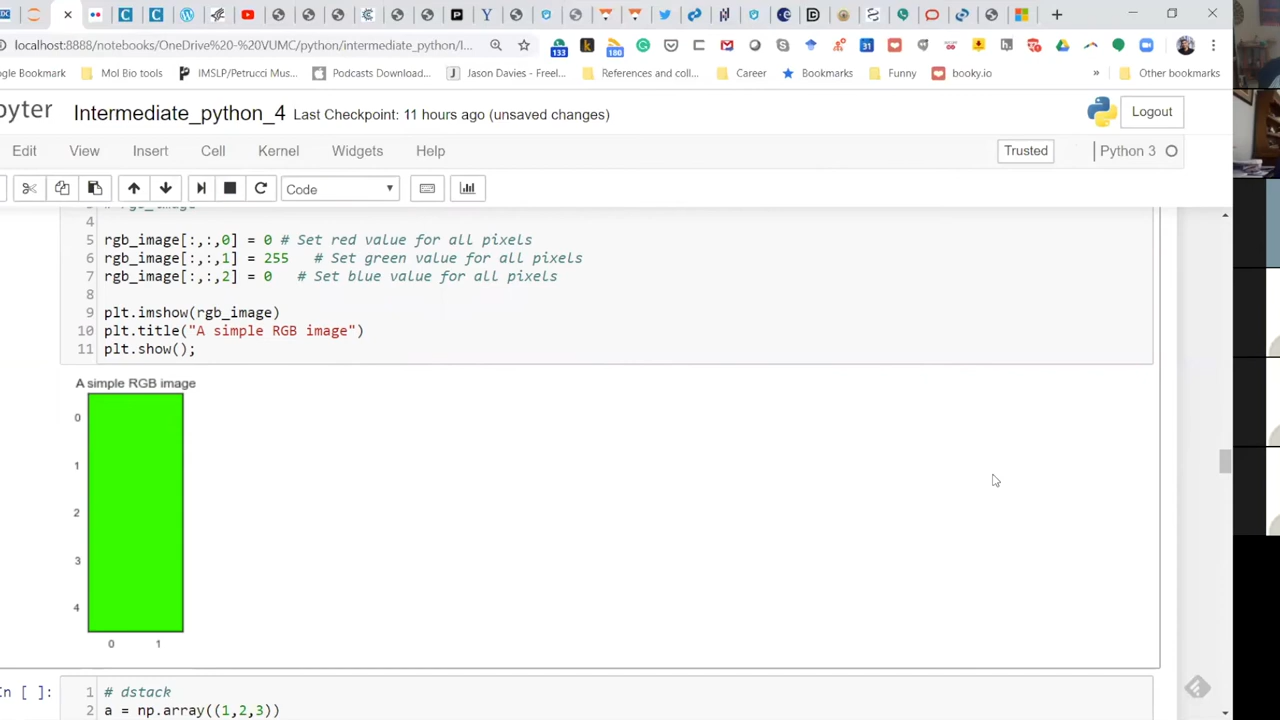 localhost:8888/notebooks/OneDrive%20-%20VUMC/python/intermediate_python/I...
133
180
31
ogle Bookmark
Mol Bio tools
IMSLP/Petrucci Mus...
Podcasts Download...
Jason Davies - Freel...
References and coll...
Career
Bookmarks
Funny
booky.io
»
Other bookmarks
pyter
Intermediate_python_4 Last Checkpoint: 11 hours ago (unsaved changes)
Logout
Edit View Insert Cell Kernel Widgets Help
Trusted
Python 3
Code
4
5 rgb_image[:,:,0] = 0 # Set red value for all pixels
6 rgb_image[:,:,1] = 255   # Set green value for all pixels
7 rgb_image[:,:,2] = 0   # Set blue value for all pixels
8
9 plt.imshow(rgb_image)
10 plt.title("A simple RGB image")
11 plt.show();
A simple RGB image
0
1
2
3
4
0 1
n [ ]:
1 # dstack
2 a = np.array((1,2,3))